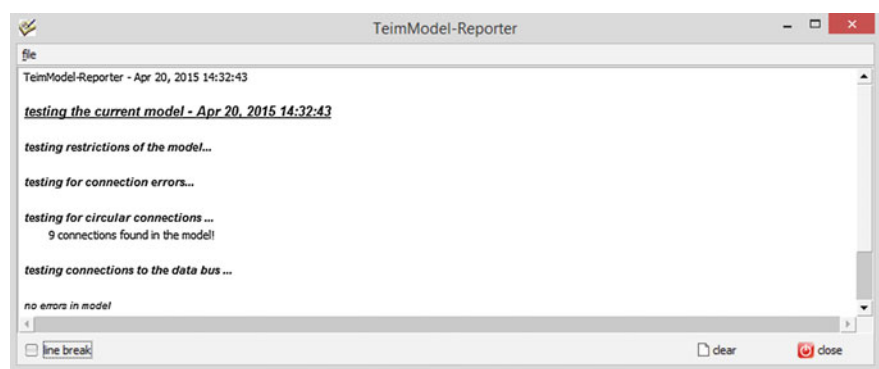 TeimModel-Reporter
file
TeimModel-Reporter - Apr 20, 2015 14:32:43
testing the current model - Apr 20, 2015 14:32:43
testing restrictions of the model...
testing for connection errors...
testing for circular connections ...
9 connections found in the model!
testing connections to the data bus ...
no errors in model
line break
clear
close